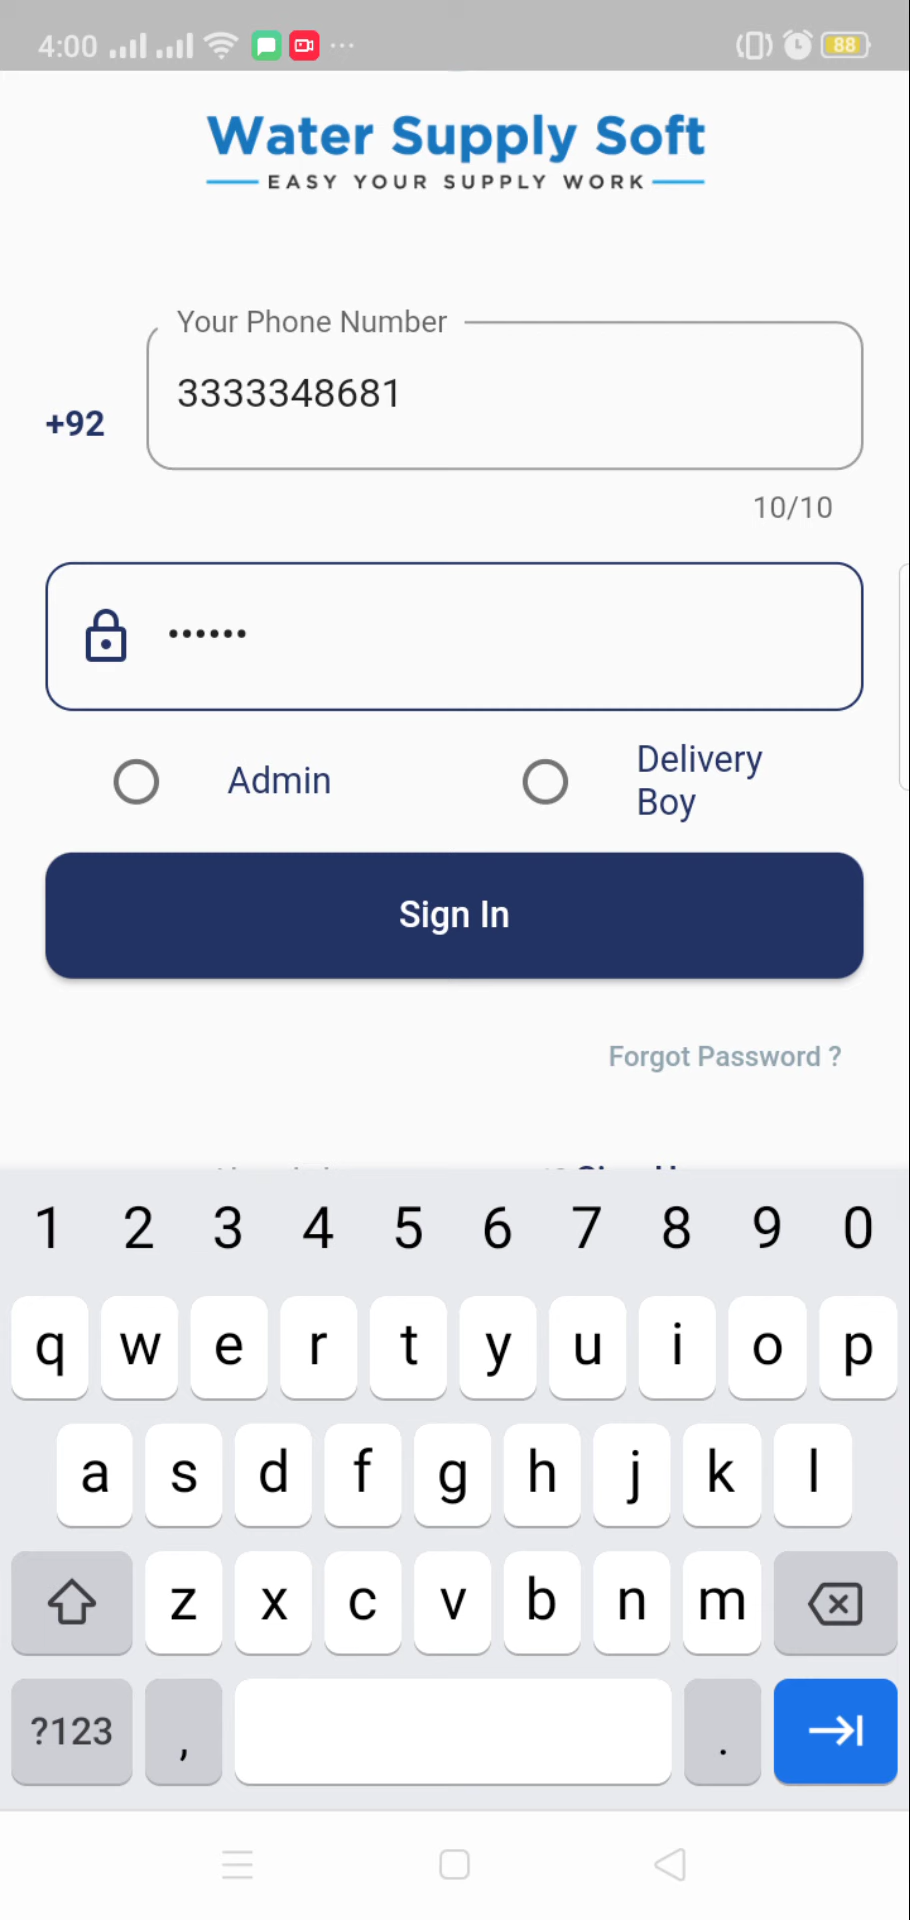 4:00
88
Water Supply Soft
EASY YOUR SUPPLY WORK
Your Phone Number
+92
3333348681
10/10
••••••
Admin
Delivery
Boy
Sign In
Forgot Password ?
1 2 3 4 5 6 7 8 9 0
q w e r t y u i o p
a s d f g h j k l
z x c v b n m
?123 , .